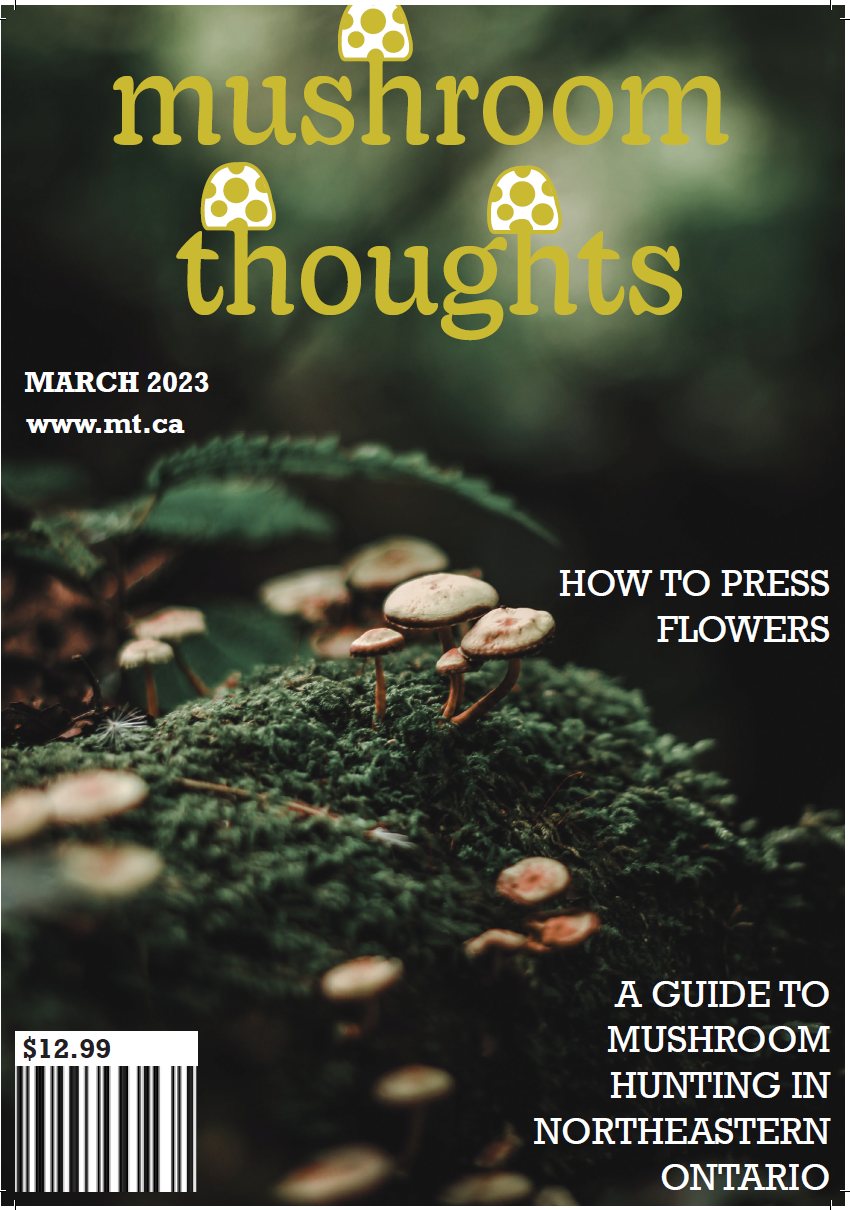 mushroom
thoughts
MARCH 2023
www.mt.ca
HOW TO PRESS
FLOWERS
A GUIDE TO
MUSHROOM
HUNTING IN
NORTHEASTERN
ONTARIO
$12.99